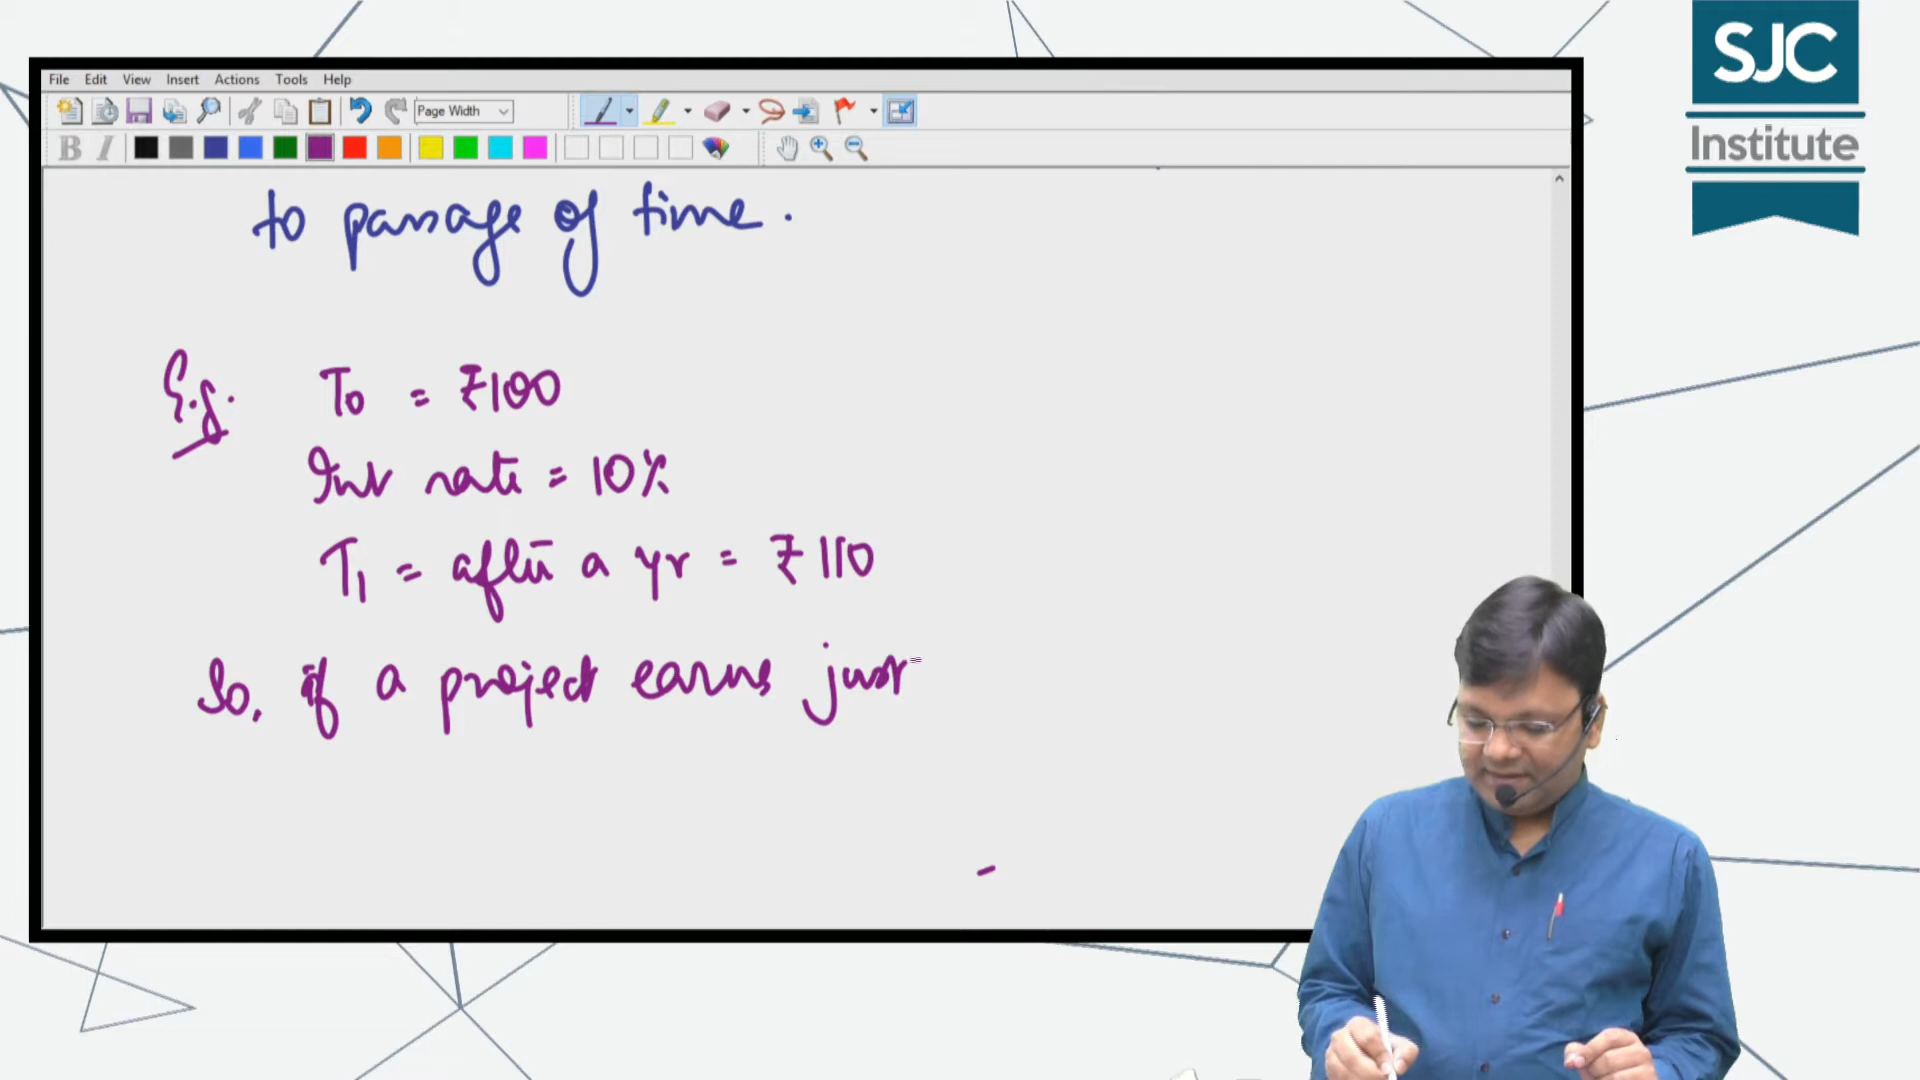 SJC
Institute
File Edit View Insert Actions Tools Help
Page Width
B I
to passage of time.
E.g. T0 = ₹100
Int rate = 10%
T1 = after a yr = ₹110
So, if a project earns just